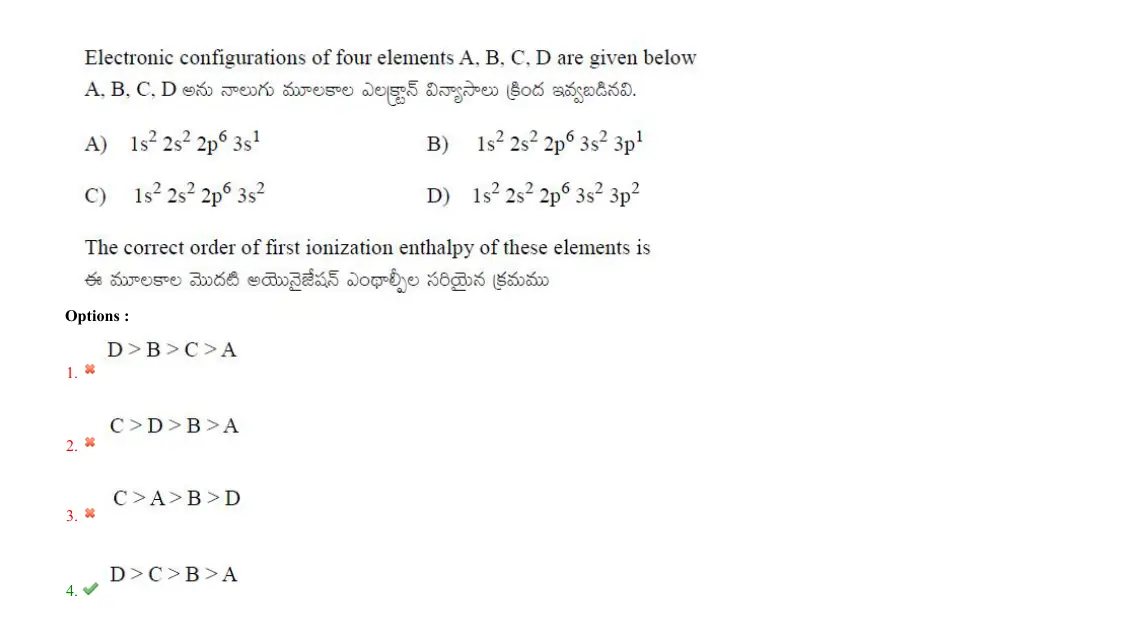 Electronic configurations of four elements A, B, C, D are given below
A, B, C, D అను నాలుగు మూలకాల ఎలక్ట్రాన్ విన్యాసాలు క్రింద ఇవ్వబడినవి.
A) 1s² 2s² 2p⁶ 3s¹ B) 1s² 2s² 2p⁶ 3s² 3p¹
C) 1s² 2s² 2p⁶ 3s² D) 1s² 2s² 2p⁶ 3s² 3p²
The correct order of first ionization enthalpy of these elements is
ఈ మూలకాల మొదటి అయొనైజేషన్ ఎంథాల్పీల సరియైన క్రమము
Options :
D > B > C > A
1.
C > D > B > A
2.
C > A > B > D
3.
D > C > B > A
4.